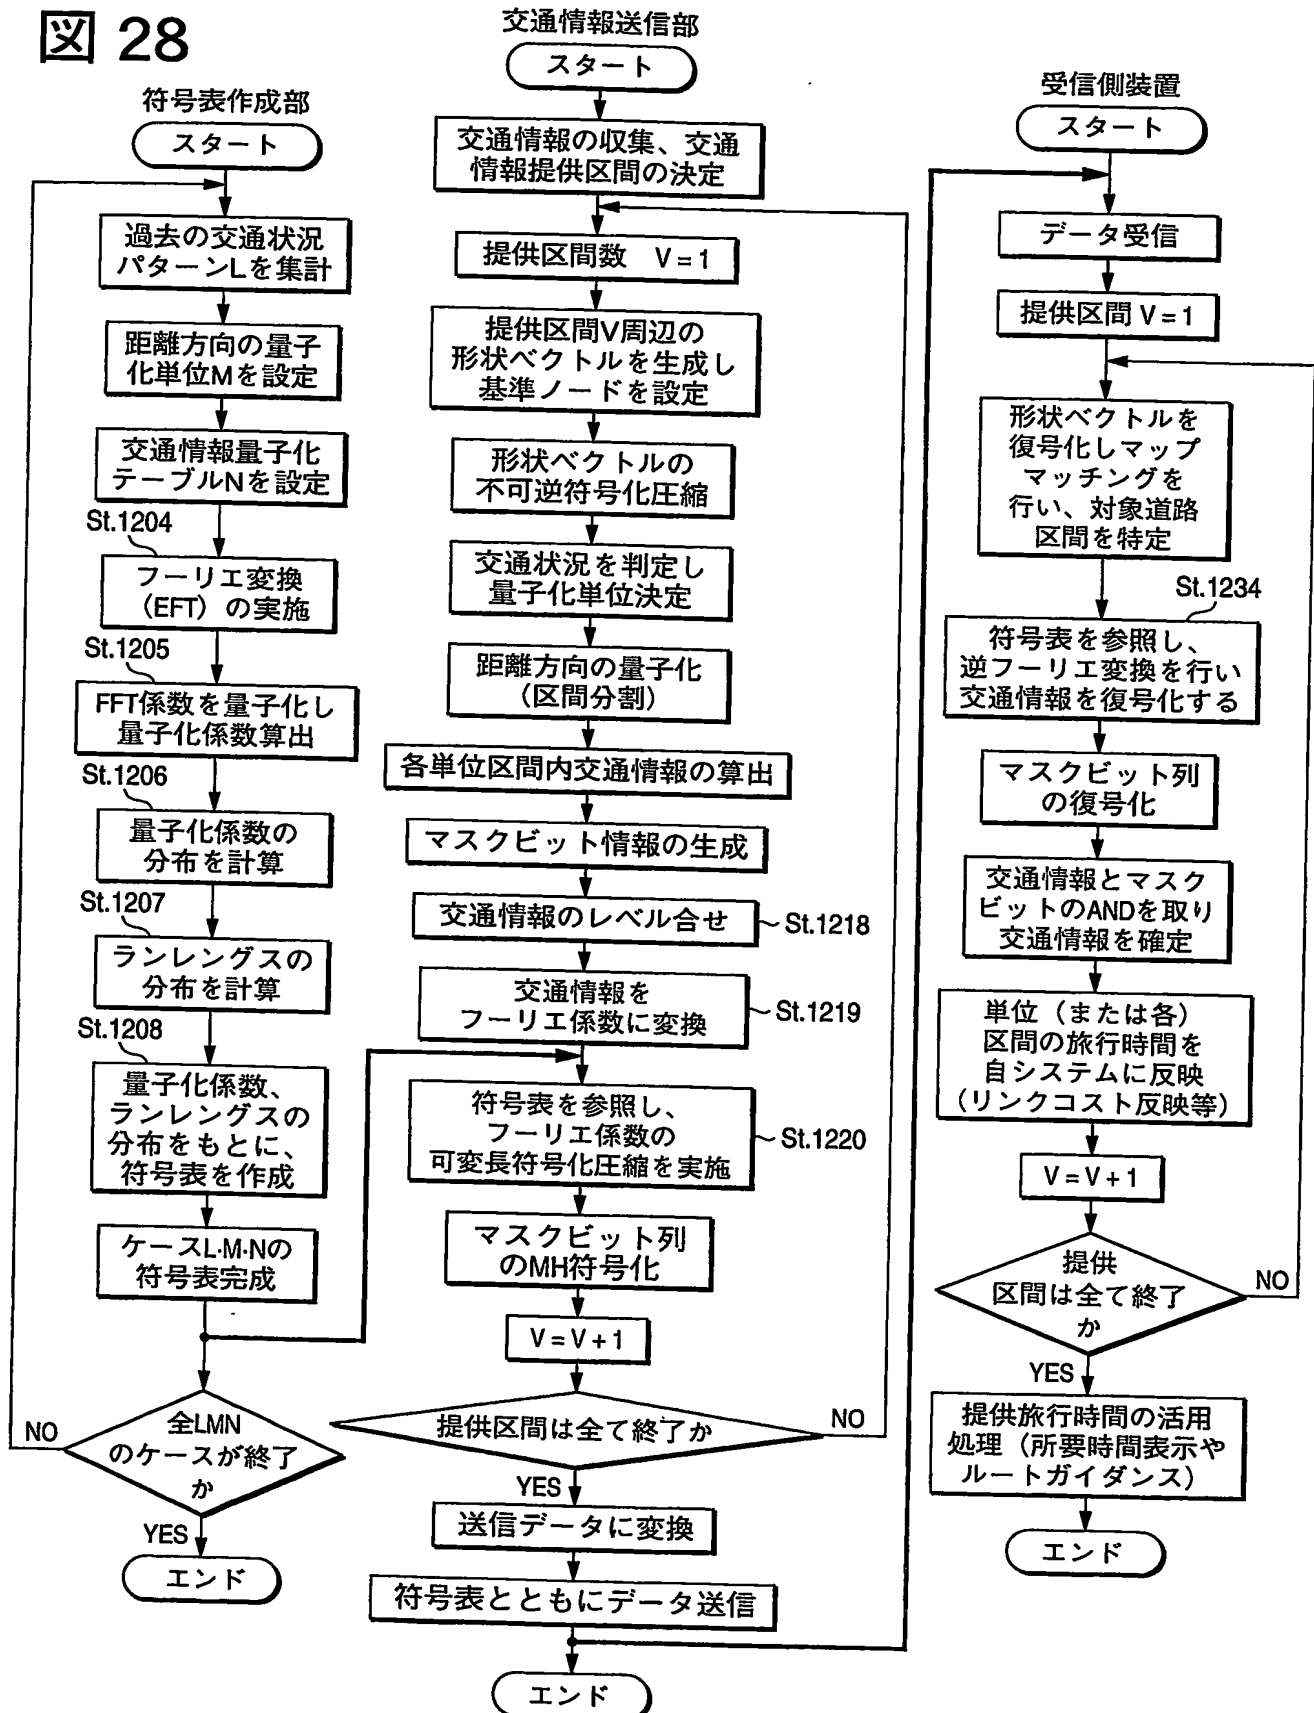 図 28
符号表作成部
スタート
過去の交通状況
パターンLを集計
距離方向の量子
化単位Mを設定
交通情報量子化
テーブルNを設定
St.1204
フーリエ変換
(EFT) の実施
St.1205
FFT係数を量子化し
量子化係数算出
St.1206
量子化係数の
分布を計算
St.1207
ランレングスの
分布を計算
St.1208
量子化係数、
ランレングスの
分布をもとに、
符号表を作成
ケースL·M·Nの
符号表完成
全LMN
のケースが終了
か
NO
YES
エンド
交通情報送信部
スタート
交通情報の収集、交通
情報提供区間の決定
提供区間数 V=1
提供区間V周辺の
形状ベクトルを生成し
基準ノードを設定
形状ベクトルの
不可逆符号化圧縮
交通状況を判定し
量子化単位決定
距離方向の量子化
(区間分割)
各単位区間内交通情報の算出
マスクビット情報の生成
交通情報のレベル合せ
St.1218
交通情報を
フーリエ係数に変換
St.1219
符号表を参照し、
フーリエ係数の
可変長符号化圧縮を実施
St.1220
マスクビット列
のMH符号化
V=V+1
提供区間は全て終了か
NO
YES
送信データに変換
符号表とともにデータ送信
エンド
受信側装置
スタート
データ受信
提供区間 V=1
形状ベクトルを
復号化しマップ
マッチングを
行い、対象道路
区間を特定
St.1234
符号表を参照し、
逆フーリエ変換を行い
交通情報を復号化する
マスクビット列
の復号化
交通情報とマスク
ビットのANDを取り
交通情報を確定
単位（または各）
区間の旅行時間を
自システムに反映
（リンクコスト反映等）
V=V+1
提供
区間は全て終了
か
NO
YES
提供旅行時間の活用
処理（所要時間表示や
ルートガイダンス）
エンド